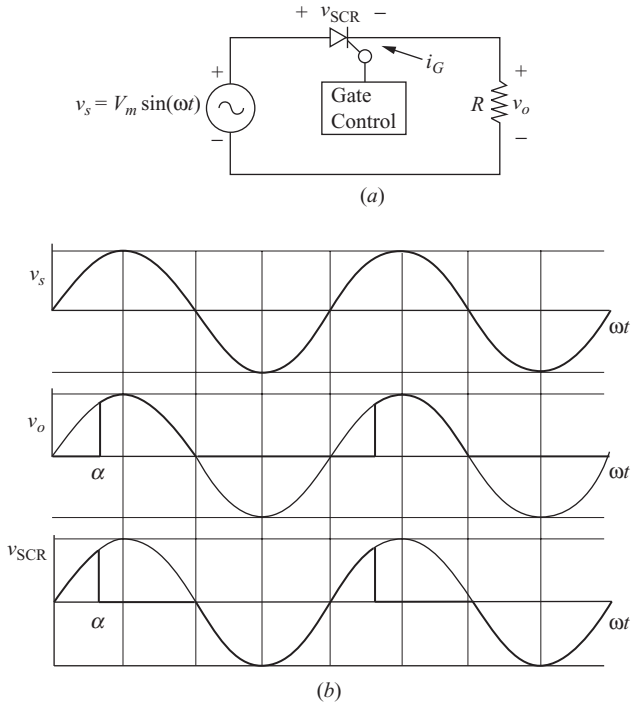 + v_SCR −
i_G
+
v_s = V_m sin(ωt)
−
Gate
Control
R
+
v_o
−
(a)
v_s
ωt
v_o
α
ωt
v_SCR
α
ωt
(b)